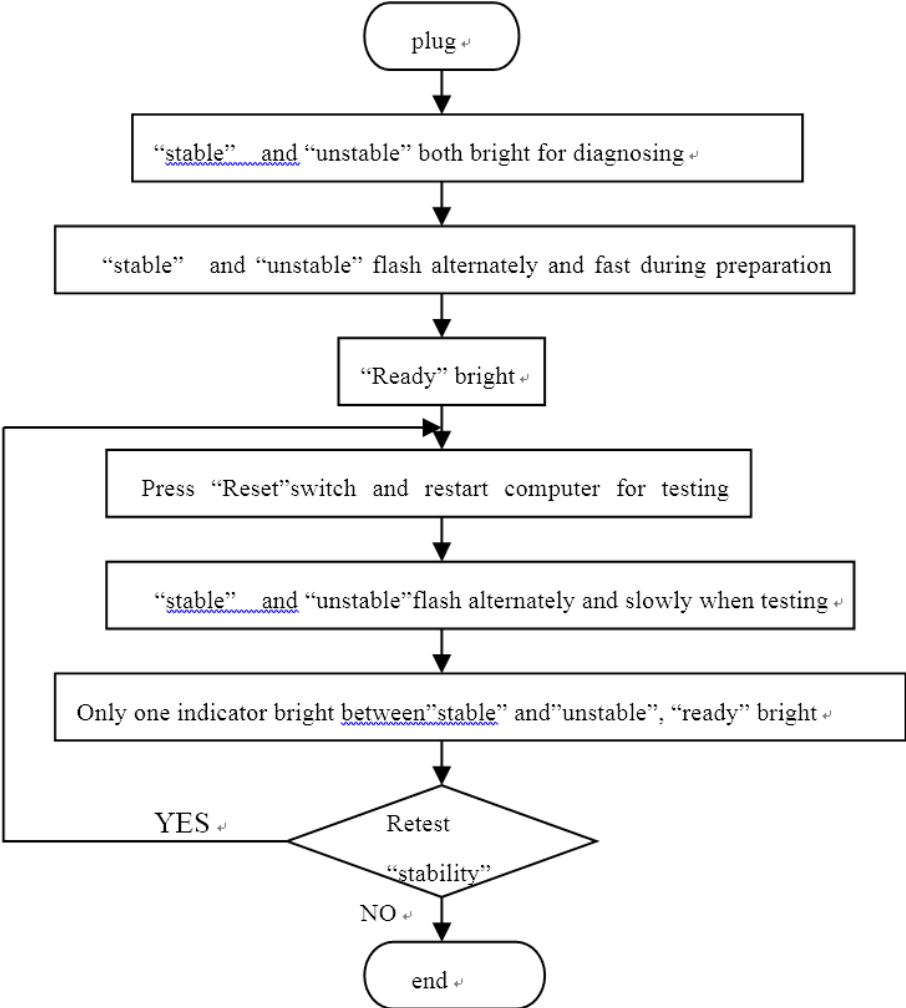 plug
“stable” and “unstable” both bright for diagnosing
“stable” and “unstable” flash alternately and fast during preparation
“Ready” bright
Press “Reset”switch and restart computer for testing
“stable” and “unstable”flash alternately and slowly when testing
Only one indicator bright between”stable” and”unstable”, “ready” bright
YES
Retest
“stability”
NO
end